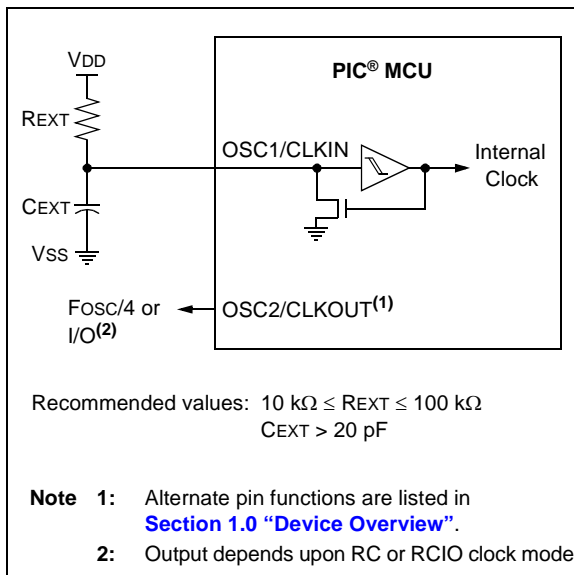 VDD
PIC® MCU
REXT
OSC1/CLKIN
Internal
Clock
CEXT
VSS
FOSC/4 or
I/O(2)
OSC2/CLKOUT(1)
Recommended values: 10 kΩ ≤ REXT ≤ 100 kΩ
CEXT > 20 pF
Note 1: Alternate pin functions are listed in
Section 1.0 “Device Overview”.
2: Output depends upon RC or RCIO clock mode